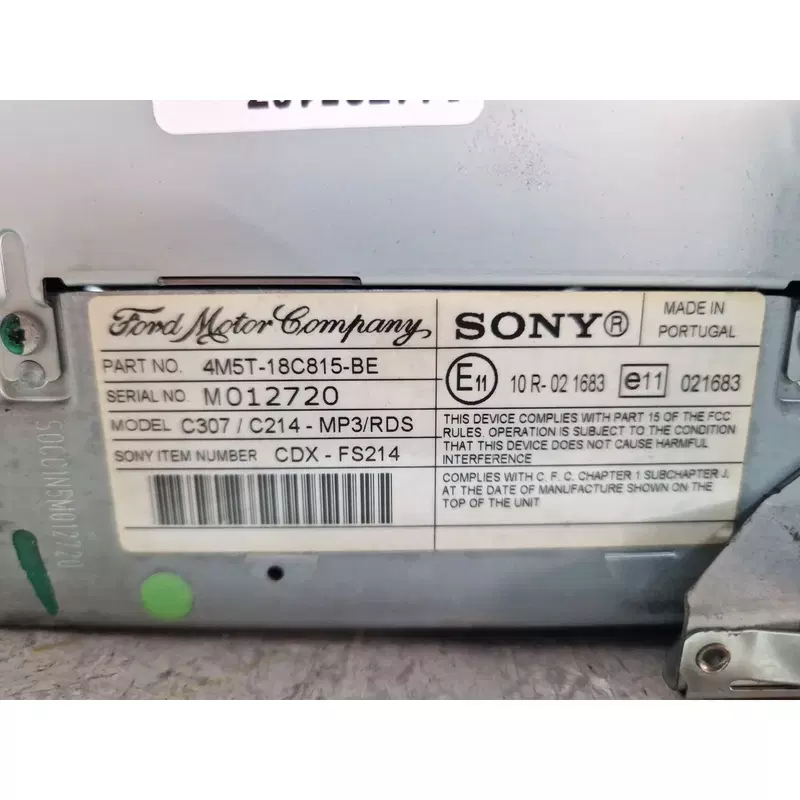 Ford Motor Company
SONY®
MADE IN
PORTUGAL
PART NO. 4M5T-18C815-BE
SERIAL NO. M012720
MODEL C307 / C214 - MP3/RDS
SONY ITEM NUMBER CDX - FS214
E11 10 R- 02 1683 e11 021683
THIS DEVICE COMPLIES WITH PART 15 OF THE FCC
RULES. OPERATION IS SUBJECT TO THE CONDITION
THAT THIS DEVICE DOES NOT CAUSE HARMFUL
INTERFERENCE
COMPLIES WITH C, F, C. CHAPTER 1 SUBCHAPTER J.
AT THE DATE OF MANUFACTURE SHOWN ON THE
TOP OF THE UNIT